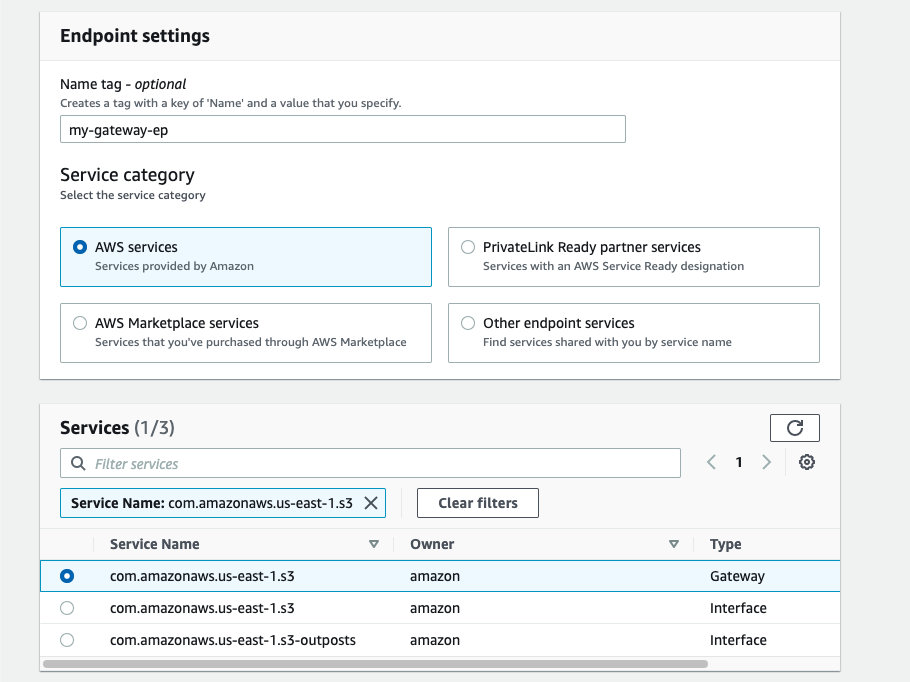 Endpoint settings
Name tag - optional
Creates a tag with a key of 'Name' and a value that you specify.
my-gateway-ep
Service category
Select the service category
AWS services
Services provided by Amazon
PrivateLink Ready partner services
Services with an AWS Service Ready designation
AWS Marketplace services
Services that you've purchased through AWS Marketplace
Other endpoint services
Find services shared with you by service name
Services (1/3)
Filter services
1
Service Name: com.amazonaws.us-east-1.s3
Clear filters
Service Name Owner Type
com.amazonaws.us-east-1.s3 amazon Gateway
com.amazonaws.us-east-1.s3 amazon Interface
com.amazonaws.us-east-1.s3-outposts amazon Interface